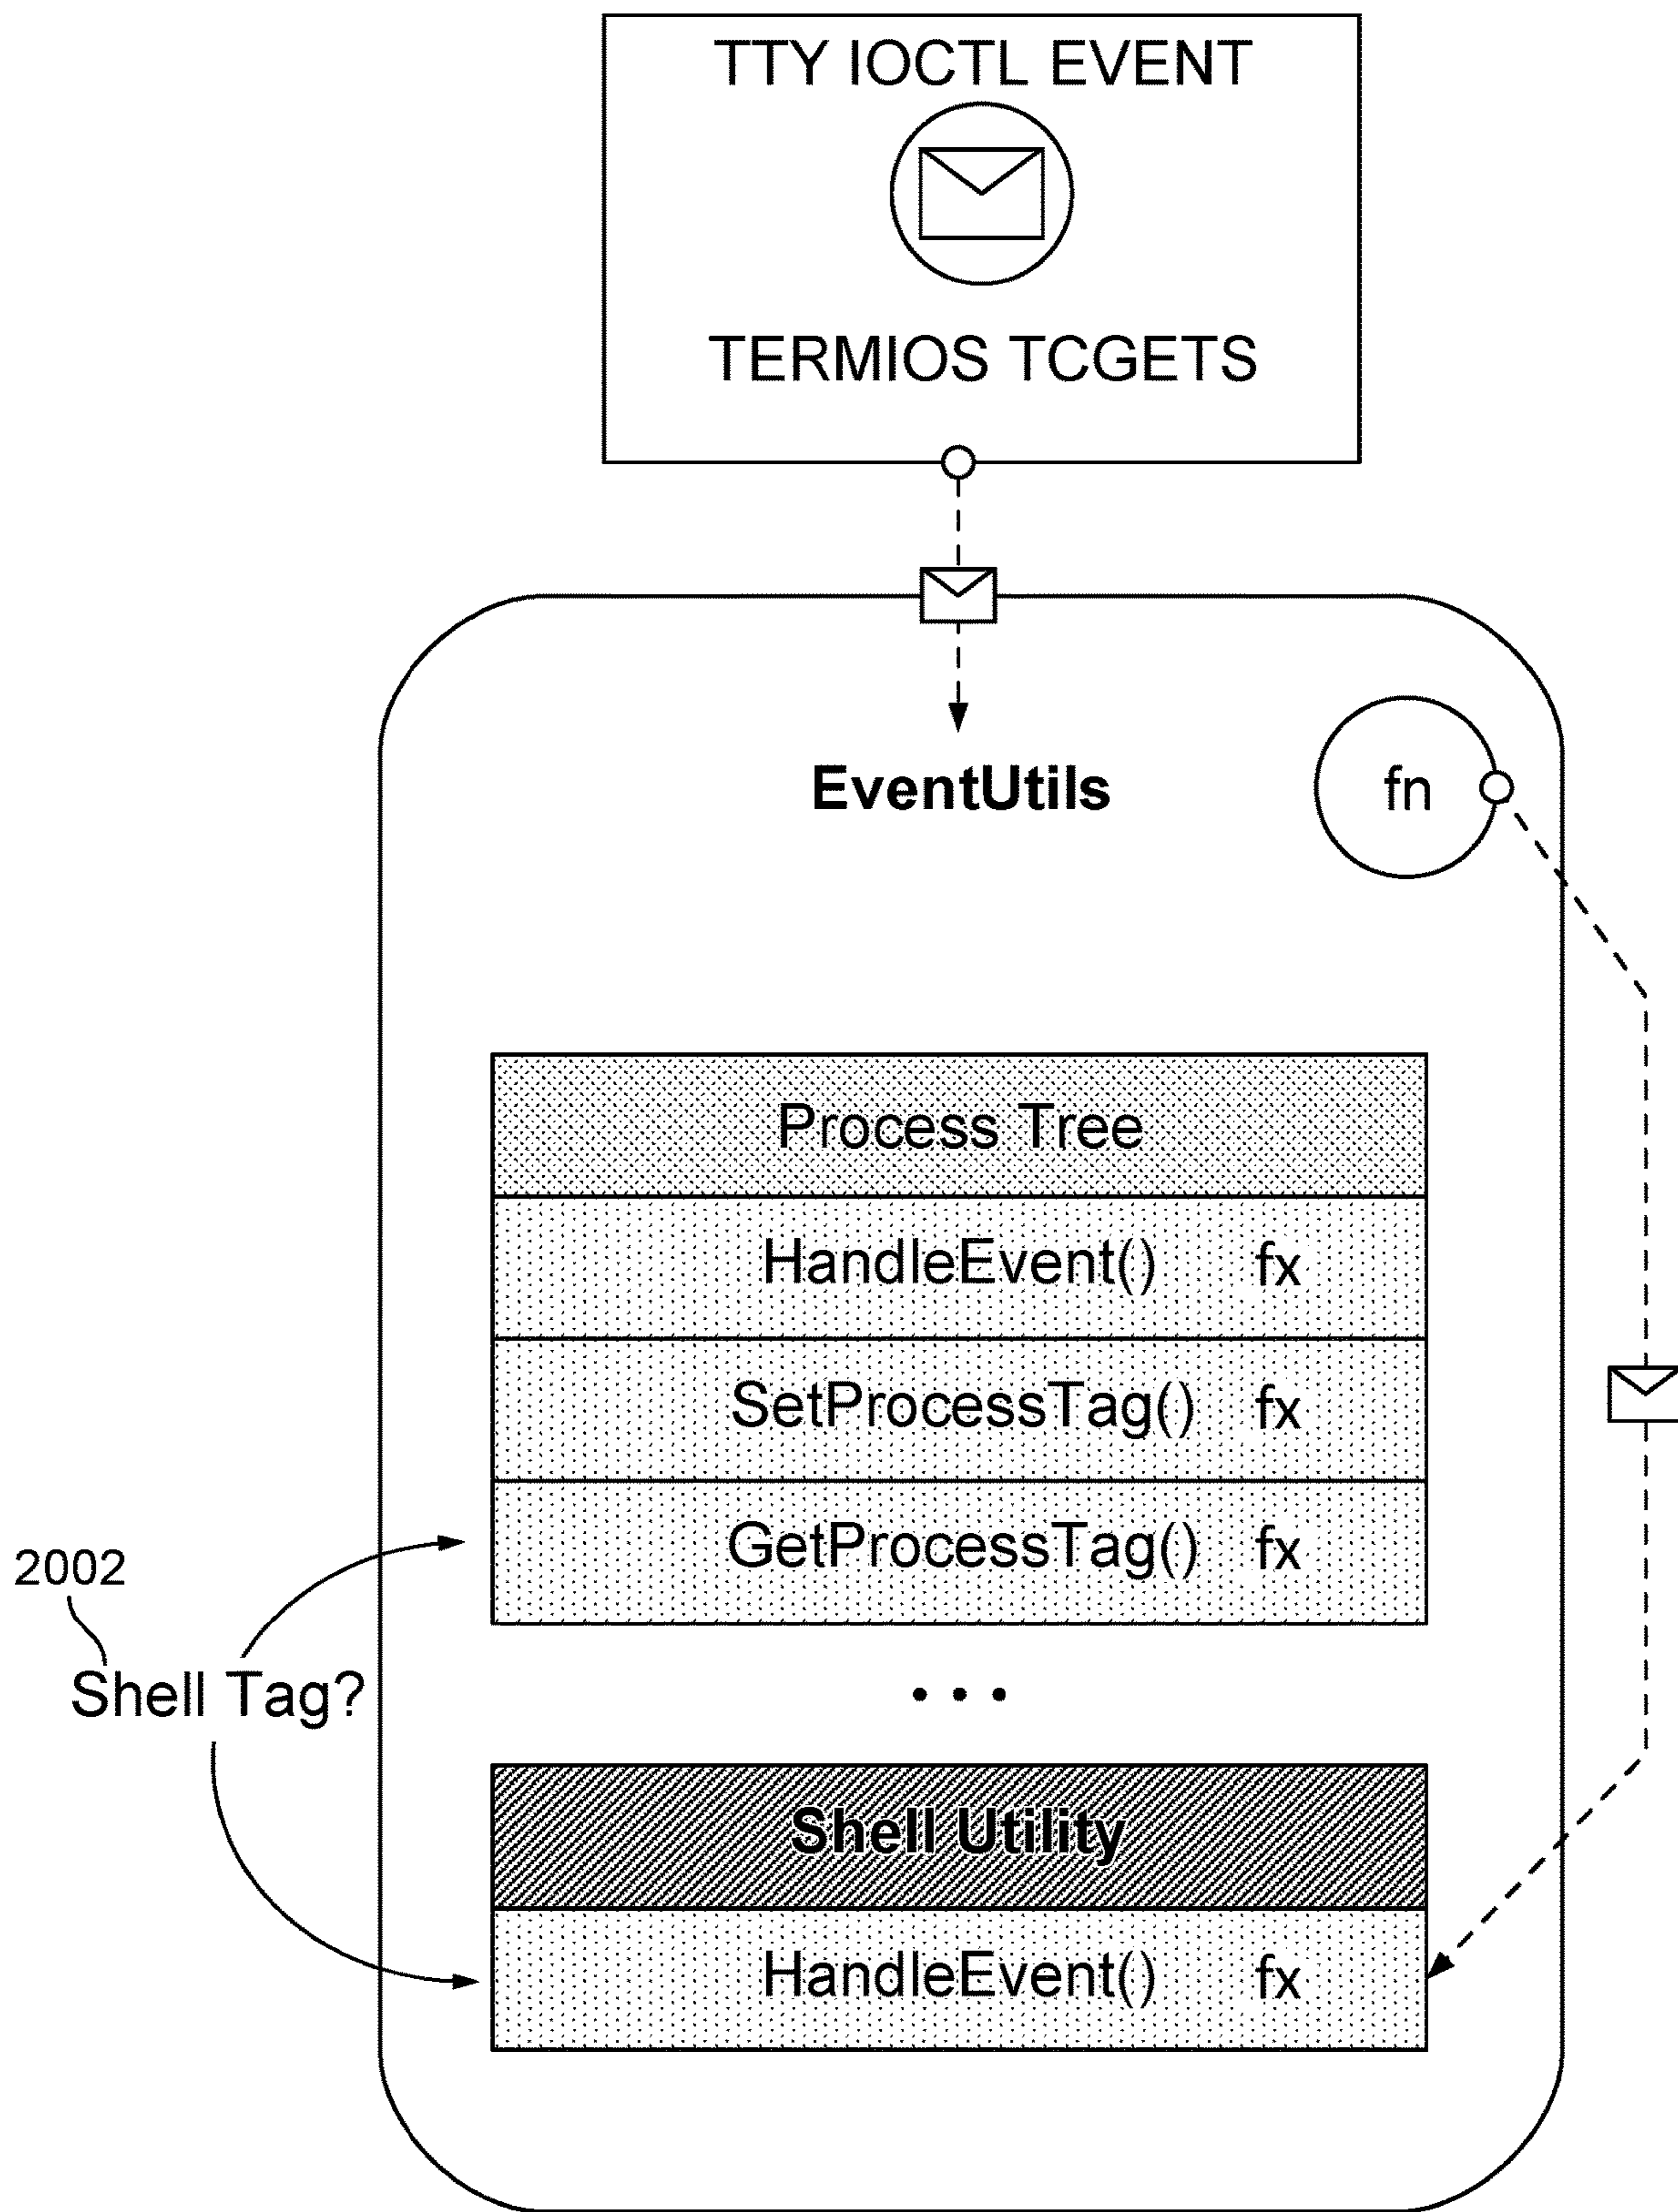 TTY IOCTL EVENT
TERMIOS TCGETS
EventUtils
fn
Process Tree
HandleEvent() fx
SetProcessTag() fx
GetProcessTag() fx
2002
Shell Tag?
• • •
Shell Utility
HandleEvent() fx